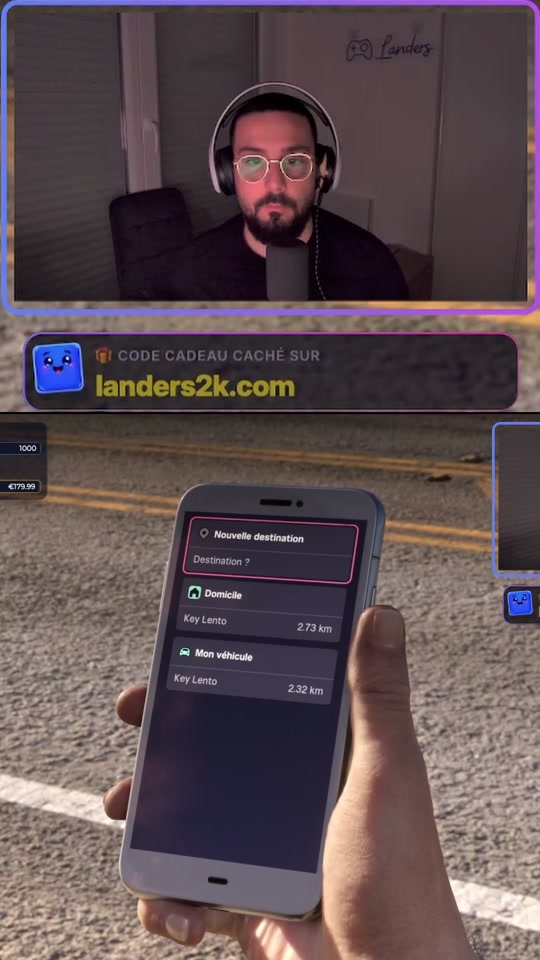 Landers
CODE CADEAU CACHÉ SUR
landers2k.com
1000
€179.99
Nouvelle destination
Destination ?
Domicile
Key Lento
2.73 km
Mon véhicule
Key Lento
2.32 km